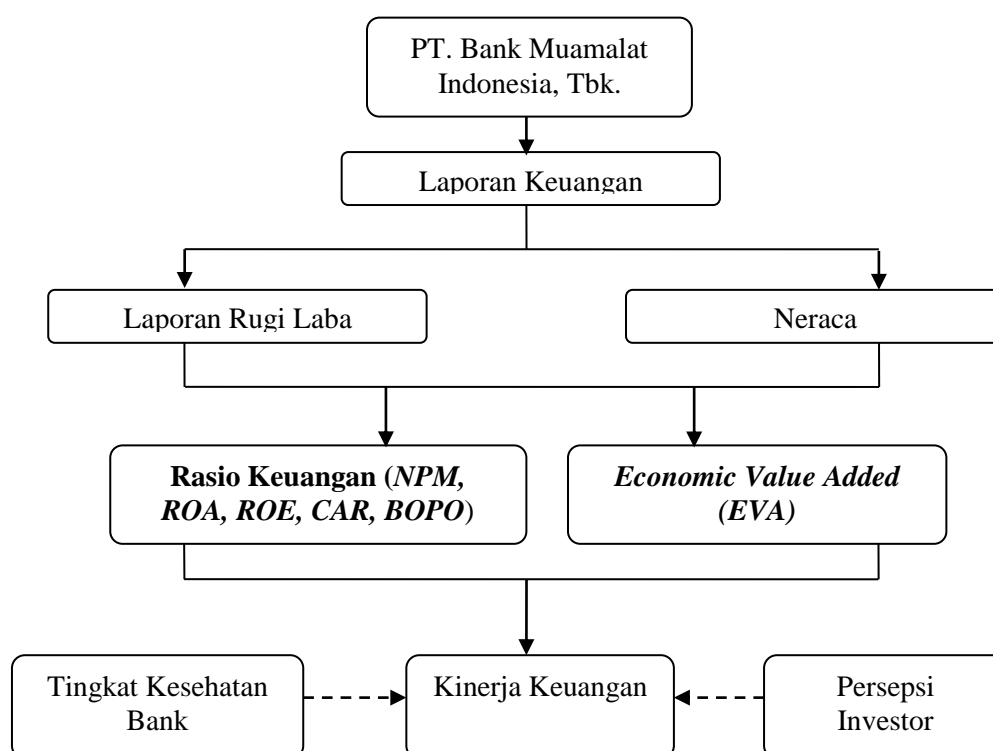 PT. Bank Muamalat
Indonesia, Tbk.
Laporan Keuangan
Laporan Rugi Laba
Neraca
Rasio Keuangan (NPM,
ROA, ROE, CAR, BOPO)
Economic Value Added
(EVA)
Tingkat Kesehatan
Bank
Kinerja Keuangan
Persepsi
Investor